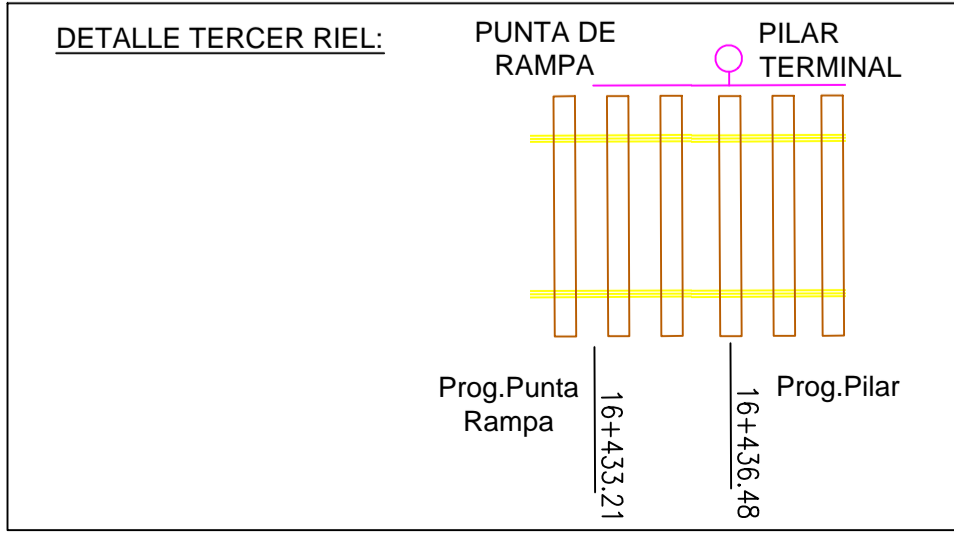 DETALLE TERCER RIEL:
PUNTA DE
RAMPA
PILAR
TERMINAL
Prog.Punta
Rampa
16+433.21
16+436.48
Prog.Pilar